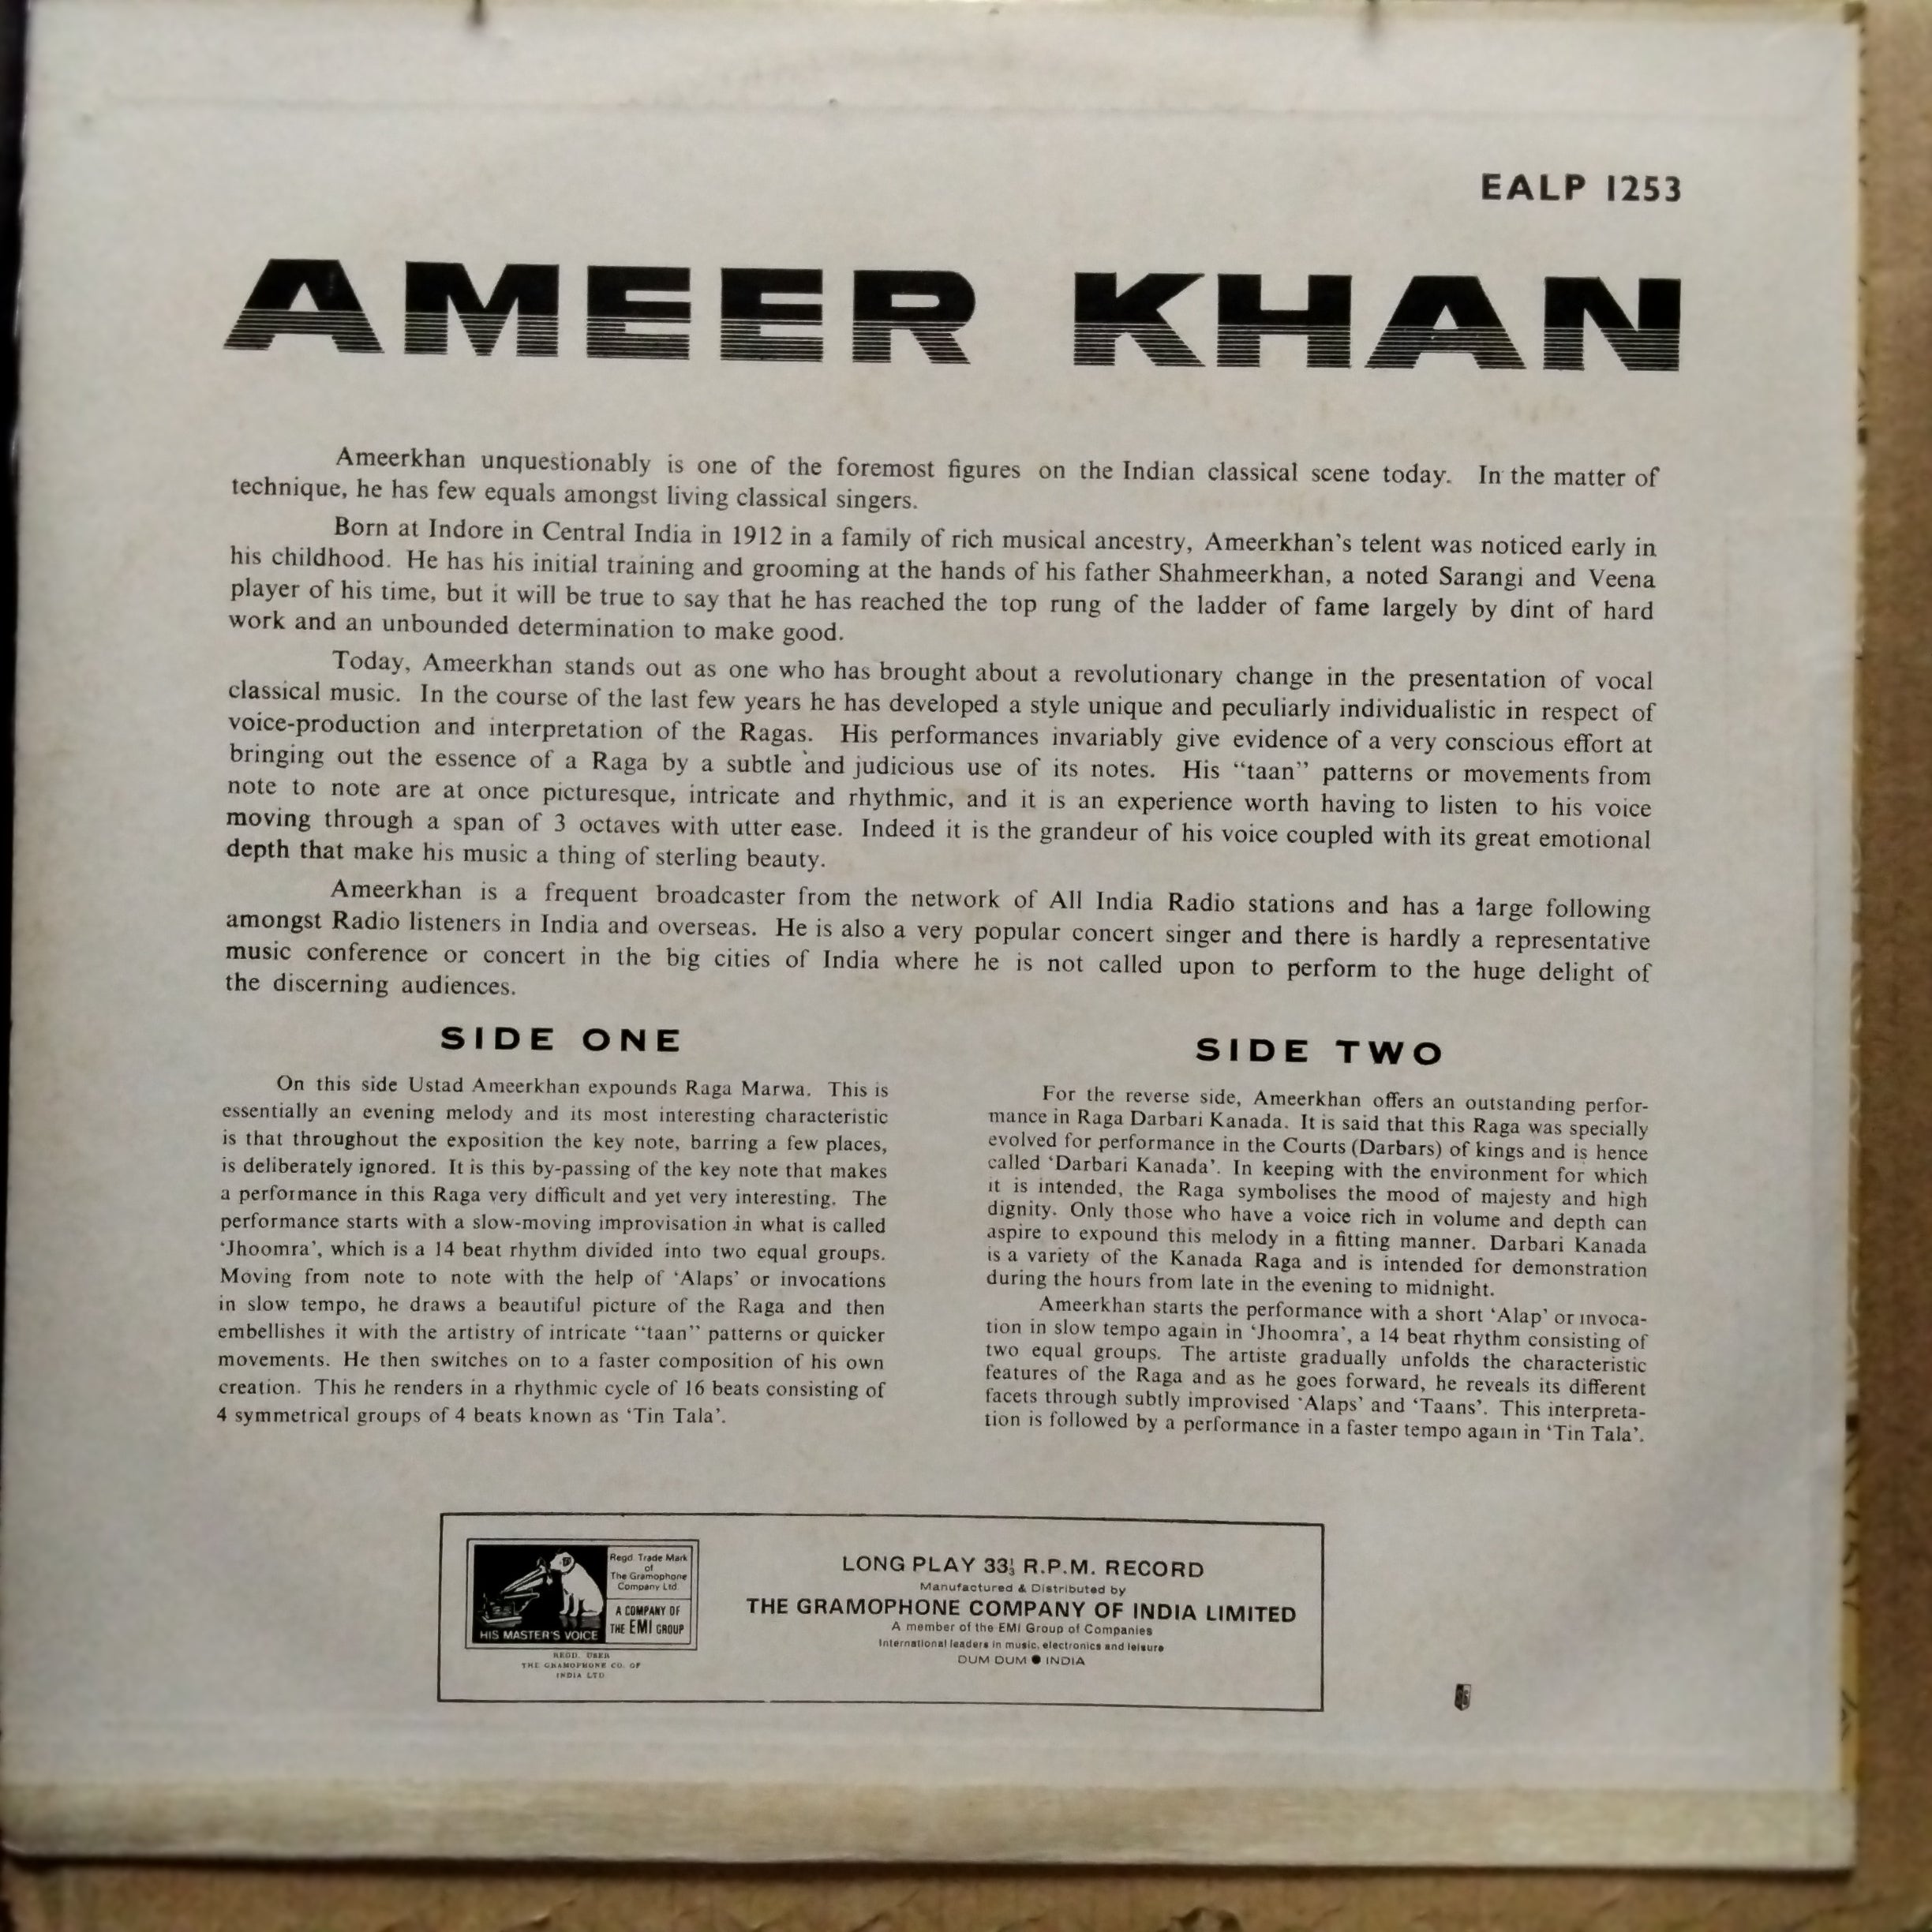 EALP 1253
AMEER KHAN
Ameerkhan unquestionably is one of the foremost figures on the Indian classical scene today. In the matter of
technique, he has few equals amongst living classical singers.
Born at Indore in Central India in 1912 in a family of rich musical ancestry, Ameerkhan's telent was noticed early in
his childhood. He has his initial training and grooming at the hands of his father Shahmeerkhan, a noted Sarangi and Veena
player of his time, but it will be true to say that he has reached the top rung of the ladder of fame largely by dint of hard
work and an unbounded determination to make good.
Today, Ameerkhan stands out as one who has brought about a revolutionary change in the presentation of vocal
classical music. In the course of the last few years he has developed a style unique and peculiarly individualistic in respect of
voice-production and interpretation of the Ragas. His performances invariably give evidence of a very conscious effort at
bringing out the essence of a Raga by a subtle and judicious use of its notes. His “taan” patterns or movements from
note to note are at once picturesque, intricate and rhythmic, and it is an experience worth having to listen to his voice
moving through a span of 3 octaves with utter ease. Indeed it is the grandeur of his voice coupled with its great emotional
depth that make his music a thing of sterling beauty.
Ameerkhan is a frequent broadcaster from the network of All India Radio stations and has a large following
amongst Radio listeners in India and overseas. He is also a very popular concert singer and there is hardly a representative
music conference or concert in the big cities of India where he is not called upon to perform to the huge delight of
the discerning audiences.
SIDE ONE
On this side Ustad Ameerkhan expounds Raga Marwa. This is
essentially an evening melody and its most interesting characteristic
is that throughout the exposition the key note, barring a few places,
is deliberately ignored. It is this by-passing of the key note that makes
a performance in this Raga very difficult and yet very interesting. The
performance starts with a slow-moving improvisation in what is called
‘Jhoomra’, which is a 14 beat rhythm divided into two equal groups.
Moving from note to note with the help of ‘Alaps’ or invocations
in slow tempo, he draws a beautiful picture of the Raga and then
embellishes it with the artistry of intricate “taan” patterns or quicker
movements. He then switches on to a faster composition of his own
creation. This he renders in a rhythmic cycle of 16 beats consisting of
4 symmetrical groups of 4 beats known as ‘Tin Tala’.
SIDE TWO
For the reverse side, Ameerkhan offers an outstanding perfor-
mance in Raga Darbari Kanada. It is said that this Raga was specially
evolved for performance in the Courts (Darbars) of kings and is hence
called ‘Darbari Kanada’. In keeping with the environment for which
it is intended, the Raga symbolises the mood of majesty and high
dignity. Only those who have a voice rich in volume and depth can
aspire to expound this melody in a fitting manner. Darbari Kanada
is a variety of the Kanada Raga and is intended for demonstration
during the hours from late in the evening to midnight.
Ameerkhan starts the performance with a short ‘Alap’ or invoca-
tion in slow tempo again in ‘Jhoomra’, a 14 beat rhythm consisting of
two equal groups. The artiste gradually unfolds the characteristic
features of the Raga and as he goes forward, he reveals its different
facets through subtly improvised ‘Alaps’ and ‘Taans’. This interpreta-
tion is followed by a performance in a faster tempo again in ‘Tin Tala’.
Regd. Trade Mark
of
The Gramophone
Company Ltd.
A COMPANY OF
THE EMI GROUP
HIS MASTER'S VOICE
REGD. USER
THE GRAMOPHONE CO. OF
INDIA LTD
LONG PLAY 33⅓ R.P.M. RECORD
Manufactured & Distributed by
THE GRAMOPHONE COMPANY OF INDIA LIMITED
A member of the EMI Group of Companies
International leaders in music, electronics and leisure
DUM DUM ● INDIA